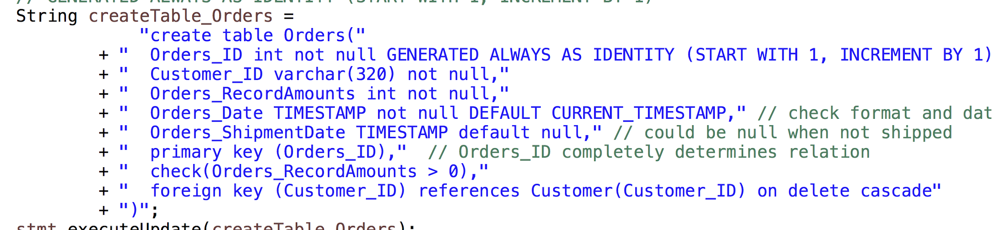 // GENERATED ALWAYS AS IDENTITY (START WITH 1, INCREMENT BY 1)
String createTable_Orders =
"create table Orders("
+ "  Orders_ID int not null GENERATED ALWAYS AS IDENTITY (START WITH 1, INCREMENT BY 1)
+ "  Customer_ID varchar(320) not null,"
+ "  Orders_RecordAmounts int not null,"
+ "  Orders_Date TIMESTAMP not null DEFAULT CURRENT_TIMESTAMP," // check format and dat
+ "  Orders_ShipmentDate TIMESTAMP default null," // could be null when not shipped
+ "  primary key (Orders_ID),"  // Orders_ID completely determines relation
+ "  check(Orders_RecordAmounts > 0),"
+ "  foreign key (Customer_ID) references Customer(Customer_ID) on delete cascade"
+ ")";
stmt.executeUpdate(createTable_Orders);